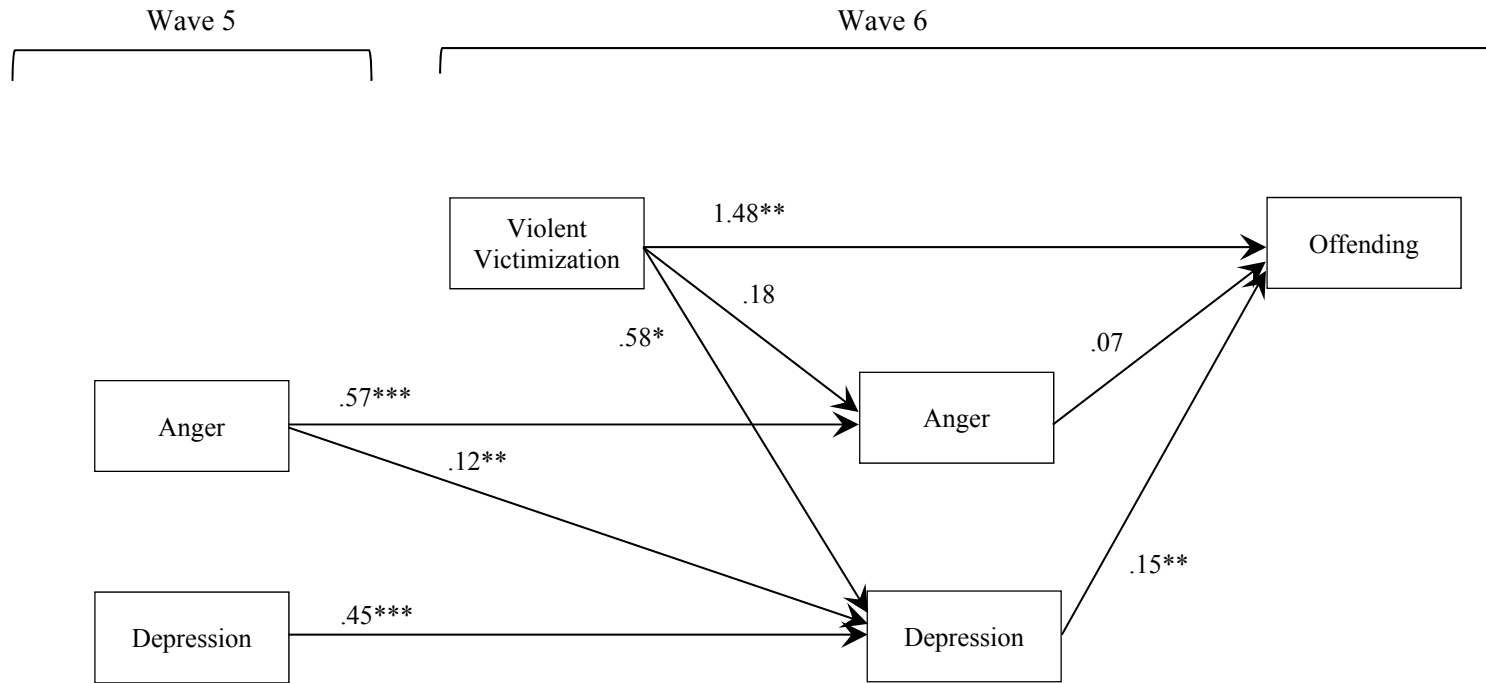 Wave 5
Wave 6
Violent
Victimization
1.48**
Offending
.18
.58*
.07
Anger
.57***
Anger
.12**
.15**
Depression
.45***
Depression